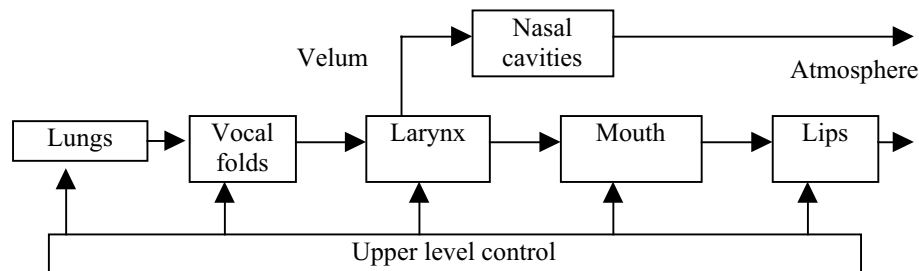 Nasal
cavities
Velum
Atmosphere
Lungs
Vocal
folds
Larynx
Mouth
Lips
Upper level control